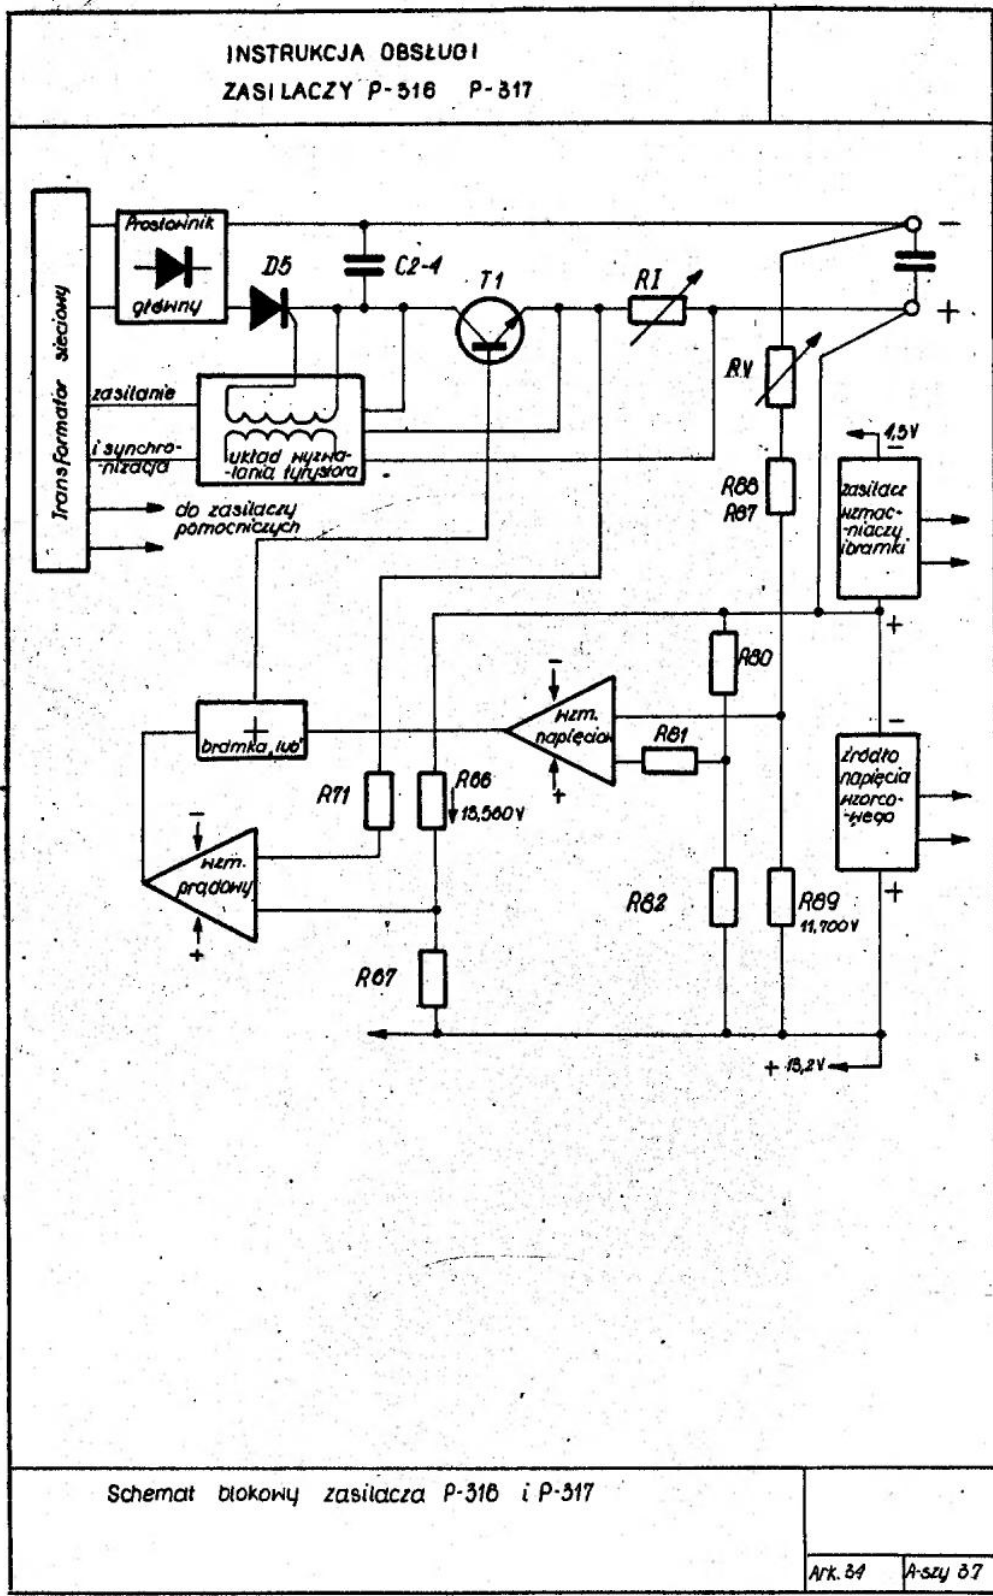 INSTRUKCJA OBSŁUGI
ZASILACZY P-316 P-317
Transformator sieciowy
Prostownik
główny
D5
C2-4
T1
RI
-
+
RV
zasilanie
i synchro-
-nizacja
układ wyzwa-
-lania tyrystora
do zasilaczy
pomocniczych
R88
R87
4,5V
-
zasilacz
wzmac-
-niaczy
i bramki
+
R80
-
wzm.
napięciow
+
R81
+
bramka „lub"
R71
R66
13,560V
-
źródło
napięcia
wzorco-
-wego
+
-
wzm.
prądowy
+
R82
R89
11,700V
R67
+ 13,2V
Schemat blokowy zasilacza P-316 i P-317
Ark. 34
A-szy 37